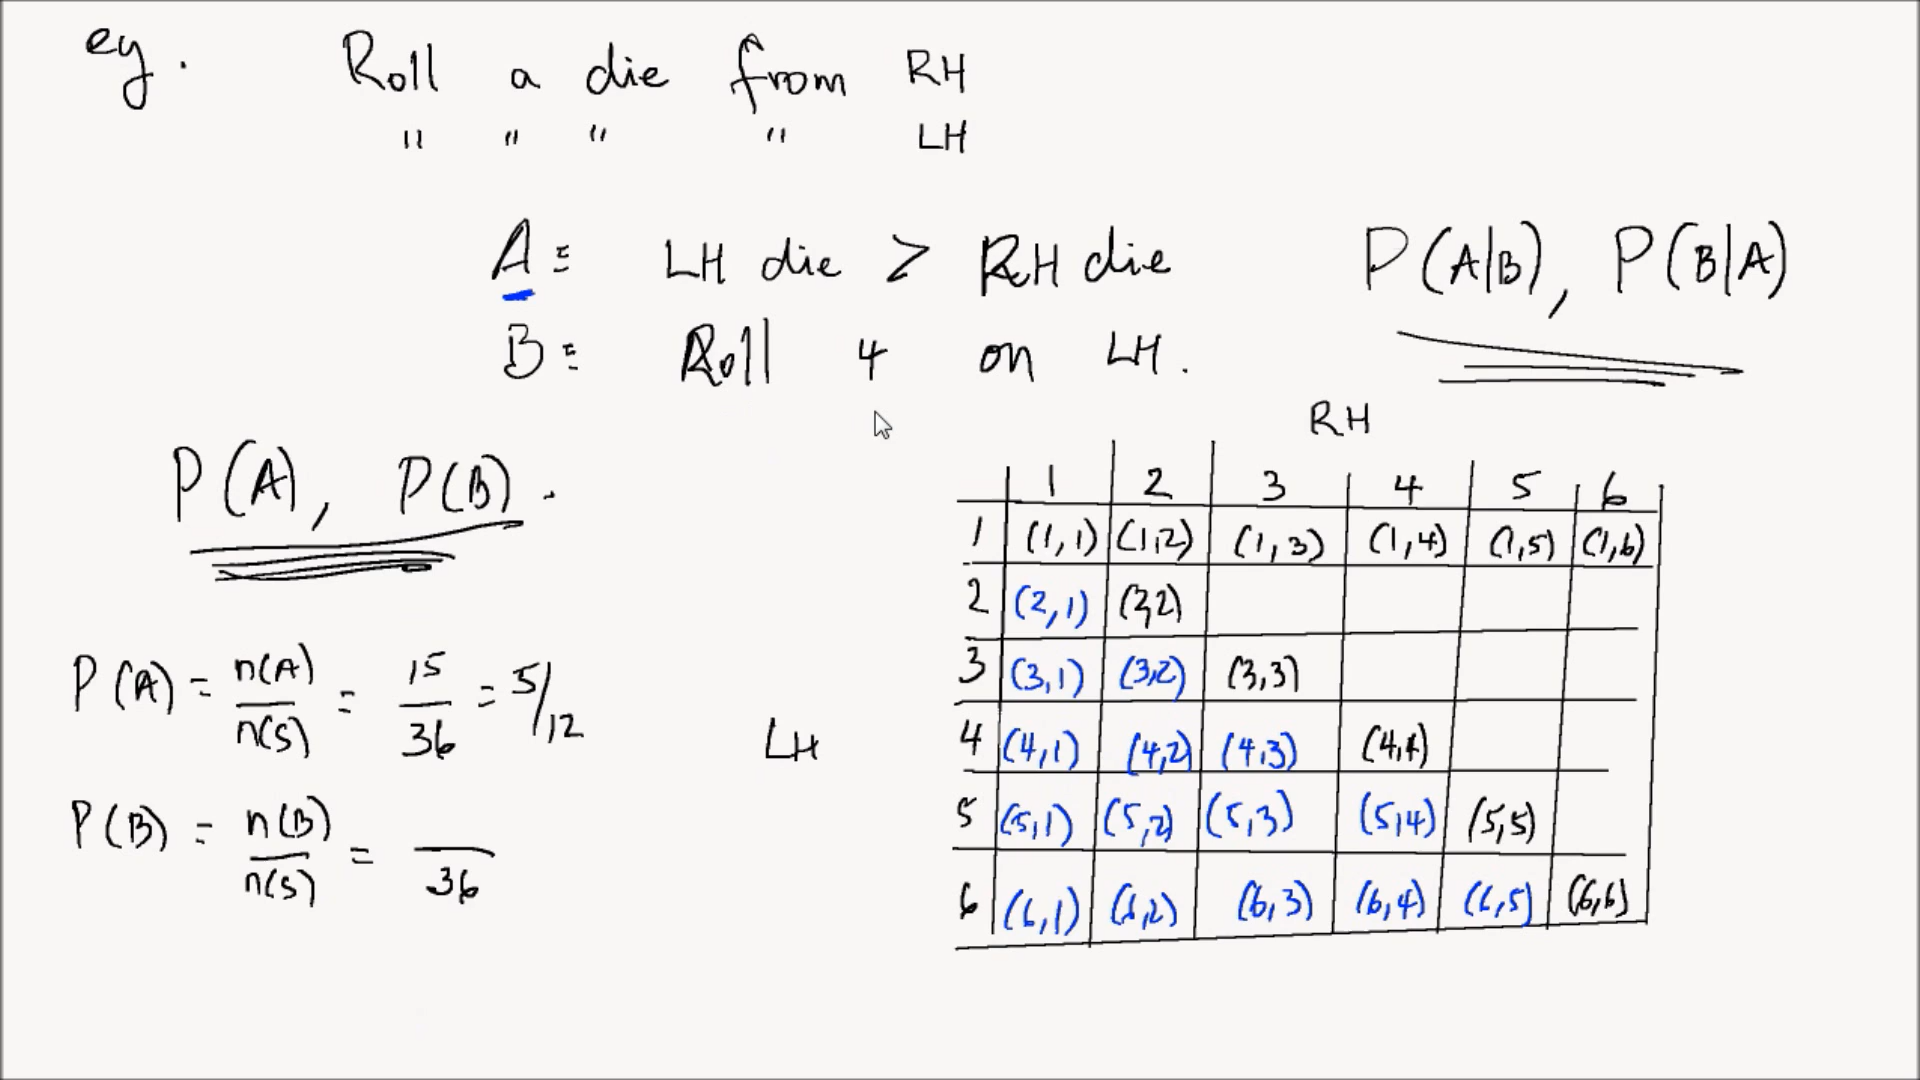 eg. Roll a die from RH
" " " " LH
A ≡ LH die > RH die
B ≡ Roll 4 on LH.
P(A|B), P(B|A)
P(A), P(B).
P(A) = n(A)/n(S) = 15/36 = 5/12
P(B) = n(B)/n(S) = /36
RH
1 2 3 4 5 6
1 (1,1) (1,2) (1,3) (1,4) (1,5) (1,6)
2 (2,1) (2,2)
3 (3,1) (3,2) (3,3)
LH
4 (4,1) (4,2) (4,3) (4,4)
5 (5,1) (5,2) (5,3) (5,4) (5,5)
6 (6,1) (6,2) (6,3) (6,4) (6,5) (6,6)